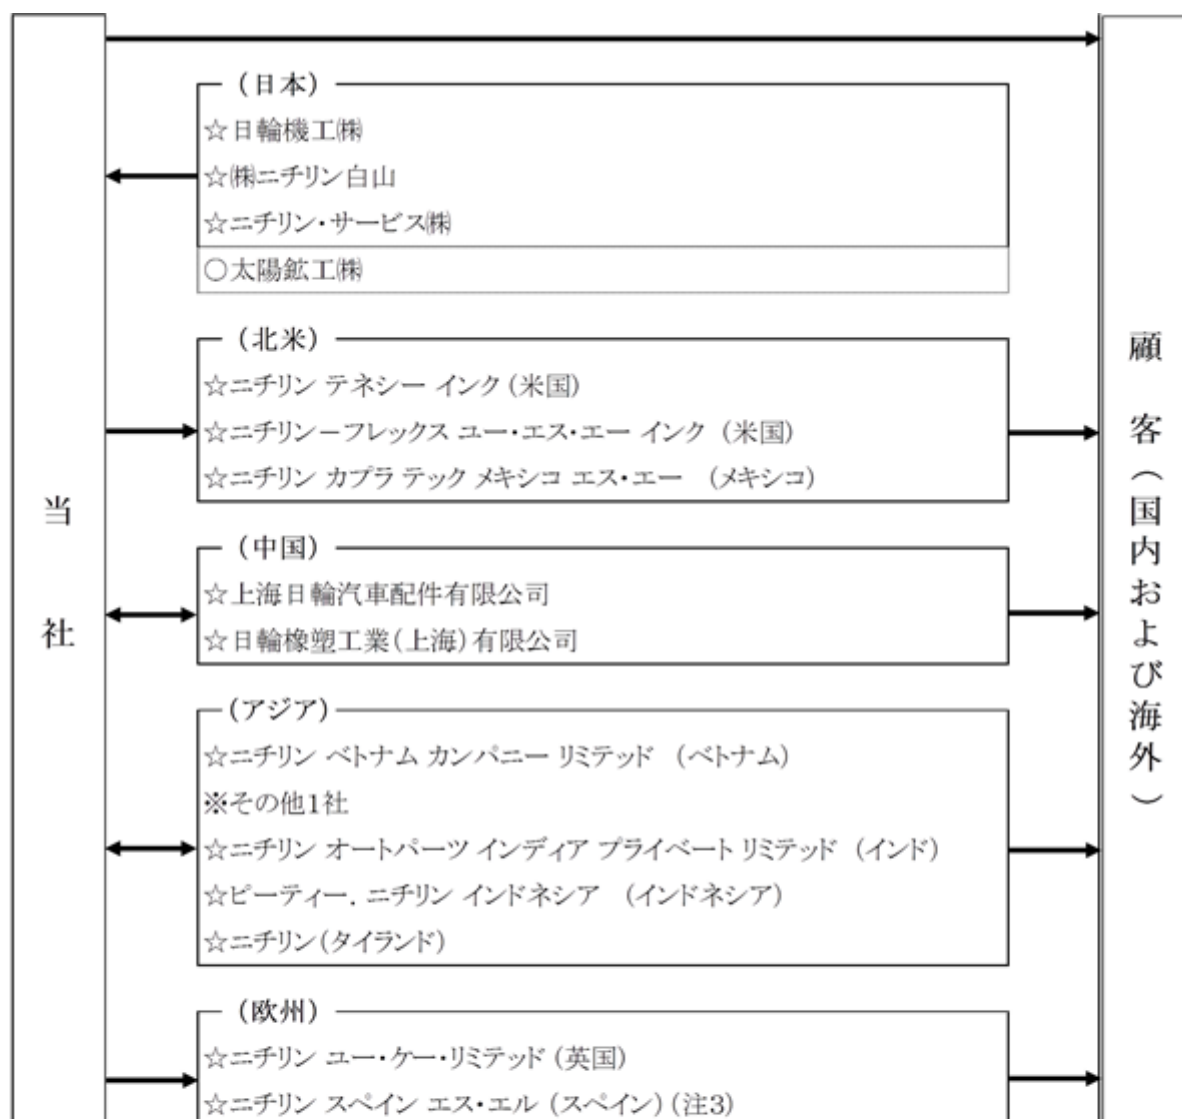 当社
(日本)
☆日輪機工㈱
☆㈱ニチリン白山
☆ニチリン・サービス㈱
○太陽鉱工㈱
(北米)
☆ニチリン テネシー インク (米国)
☆ニチリン－フレックス ユー・エス・エー インク (米国)
☆ニチリン カプラ テック メキシコ エス・エー (メキシコ)
(中国)
☆上海日輪汽車配件有限公司
☆日輪橡塑工業(上海)有限公司
(アジア)
☆ニチリン ベトナム カンパニー リミテッド (ベトナム)
※その他1社
☆ニチリン オートパーツ インディア プライベート リミテッド (インド)
☆ピーティー. ニチリン インドネシア (インドネシア)
☆ニチリン(タイランド)
(欧州)
☆ニチリン ユー・ケー・リミテッド (英国)
☆ニチリン スペイン エス・エル (スペイン) (注3)
顧客(国内および海外)